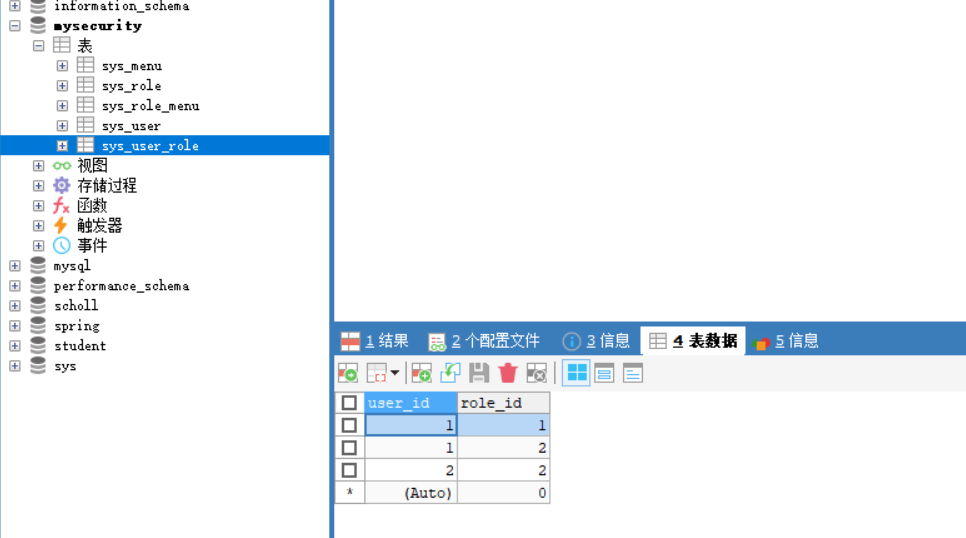 information_schema
mysecurity
表
sys_menu
sys_role
sys_role_menu
sys_user
sys_user_role
视图
存储过程
函数
触发器
事件
mysql
performance_schema
scholl
spring
student
sys
1 结果 2 个配置文件 3 信息 4 表数据 5 信息
user_id role_id
1 1
1 2
2 2
* (Auto) 0